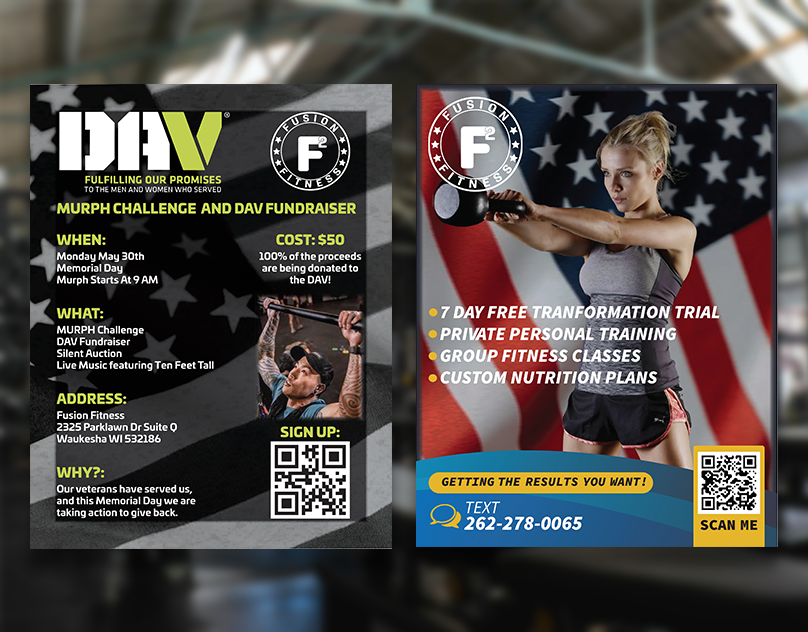 DAV®
FULFILLING OUR PROMISES
TO THE MEN AND WOMEN WHO SERVED
FUSION
F2
FITNESS
MURPH CHALLENGE AND DAV FUNDRAISER
WHEN:
Monday May 30th
Memorial Day
Murph Starts At 9 AM
COST: $50
100% of the proceeds
are being donated to
the DAV!
WHAT:
MURPH Challenge
DAV Fundraiser
Silent Auction
Live Music featuring Ten Feet Tall
ADDRESS:
Fusion Fitness
2325 Parklawn Dr Suite Q
Waukesha WI 532186
SIGN UP:
WHY?:
Our veterans have served us,
and this Memorial Day we are
taking action to give back.
FUSION
F2
FITNESS
7 DAY FREE TRANFORMATION TRIAL
PRIVATE PERSONAL TRAINING
GROUP FITNESS CLASSES
CUSTOM NUTRITION PLANS
GETTING THE RESULTS YOU WANT!
TEXT
262-278-0065
SCAN ME